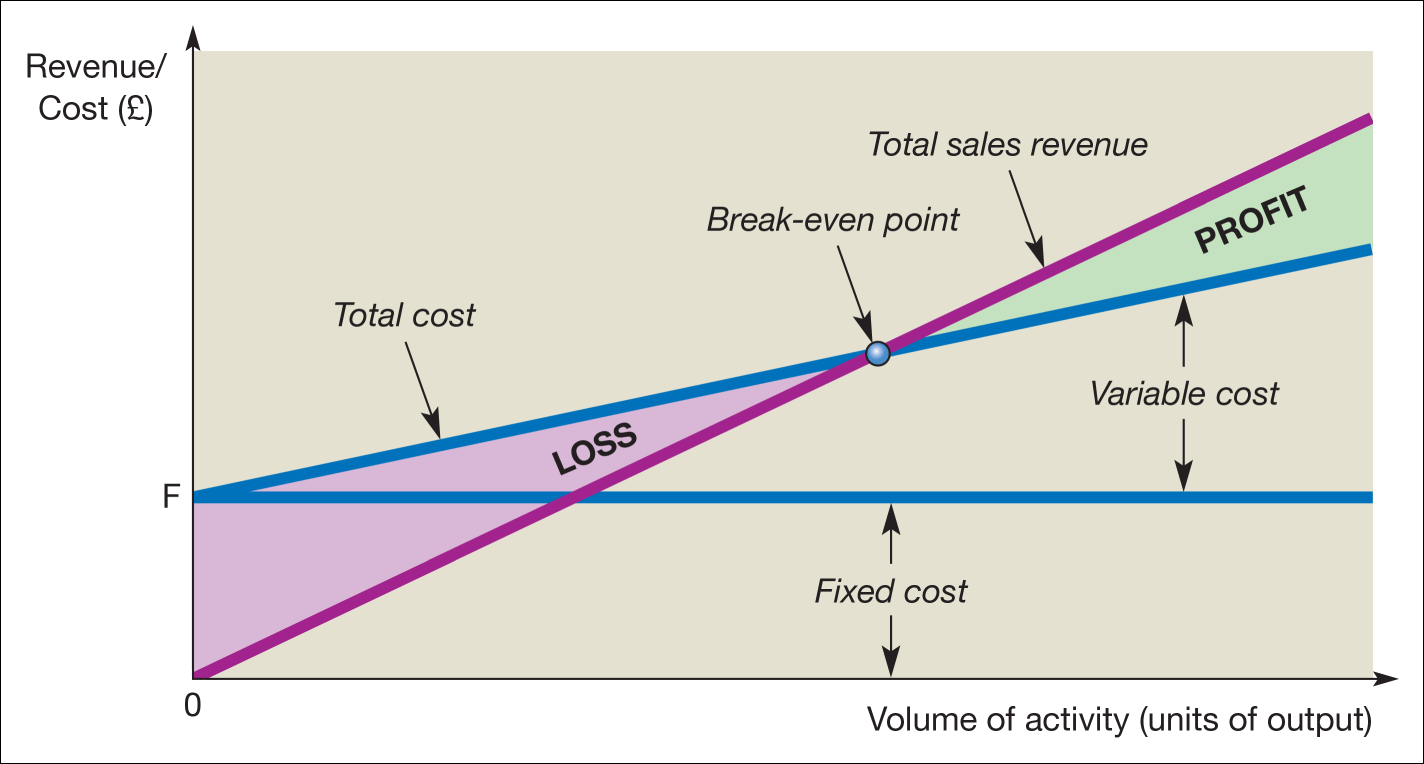 Revenue/
Cost (£)
Total sales revenue
Break-even point
PROFIT
Total cost
Variable cost
LOSS
F
Fixed cost
0
Volume of activity (units of output)